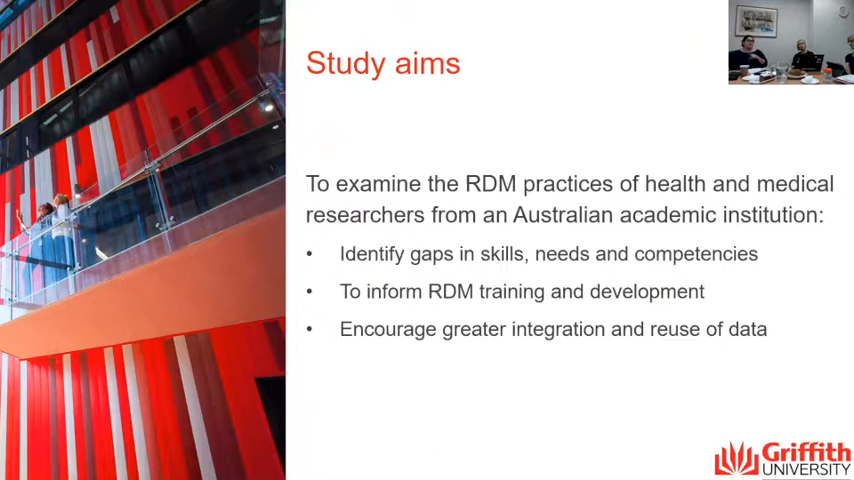 Study aims
To examine the RDM practices of health and medical
researchers from an Australian academic institution:
• Identify gaps in skills, needs and competencies
• To inform RDM training and development
• Encourage greater integration and reuse of data
Griffith
UNIVERSITY